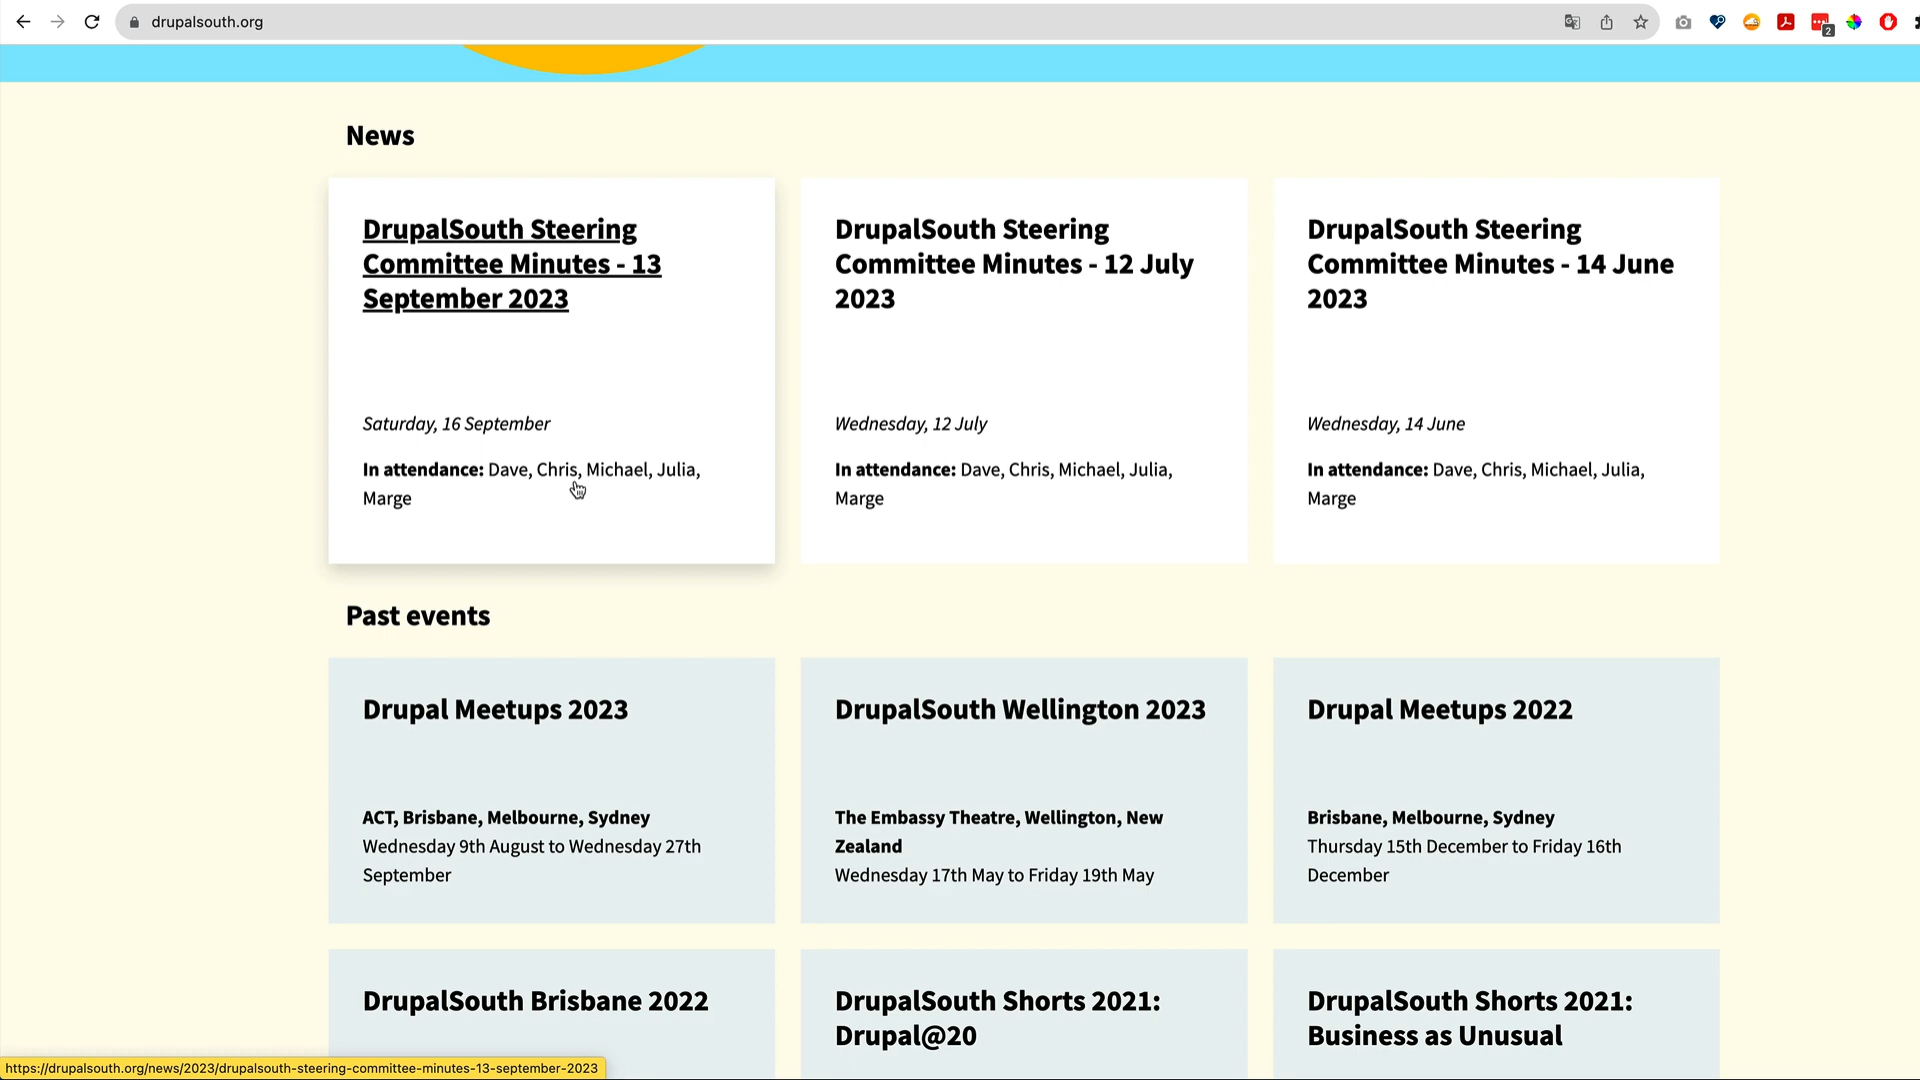 drupalsouth.org
2
News
DrupalSouth Steering
Committee Minutes - 13
September 2023
Saturday, 16 September
In attendance: Dave, Chris, Michael, Julia,
Marge
DrupalSouth Steering
Committee Minutes - 12 July
2023
Wednesday, 12 July
In attendance: Dave, Chris, Michael, Julia,
Marge
DrupalSouth Steering
Committee Minutes - 14 June
2023
Wednesday, 14 June
In attendance: Dave, Chris, Michael, Julia,
Marge
Past events
Drupal Meetups 2023
ACT, Brisbane, Melbourne, Sydney
Wednesday 9th August to Wednesday 27th
September
DrupalSouth Wellington 2023
The Embassy Theatre, Wellington, New
Zealand
Wednesday 17th May to Friday 19th May
Drupal Meetups 2022
Brisbane, Melbourne, Sydney
Thursday 15th December to Friday 16th
December
DrupalSouth Brisbane 2022
DrupalSouth Shorts 2021:
Drupal@20
DrupalSouth Shorts 2021:
Business as Unusual
https://drupalsouth.org/news/2023/drupalsouth-steering-committee-minutes-13-september-2023